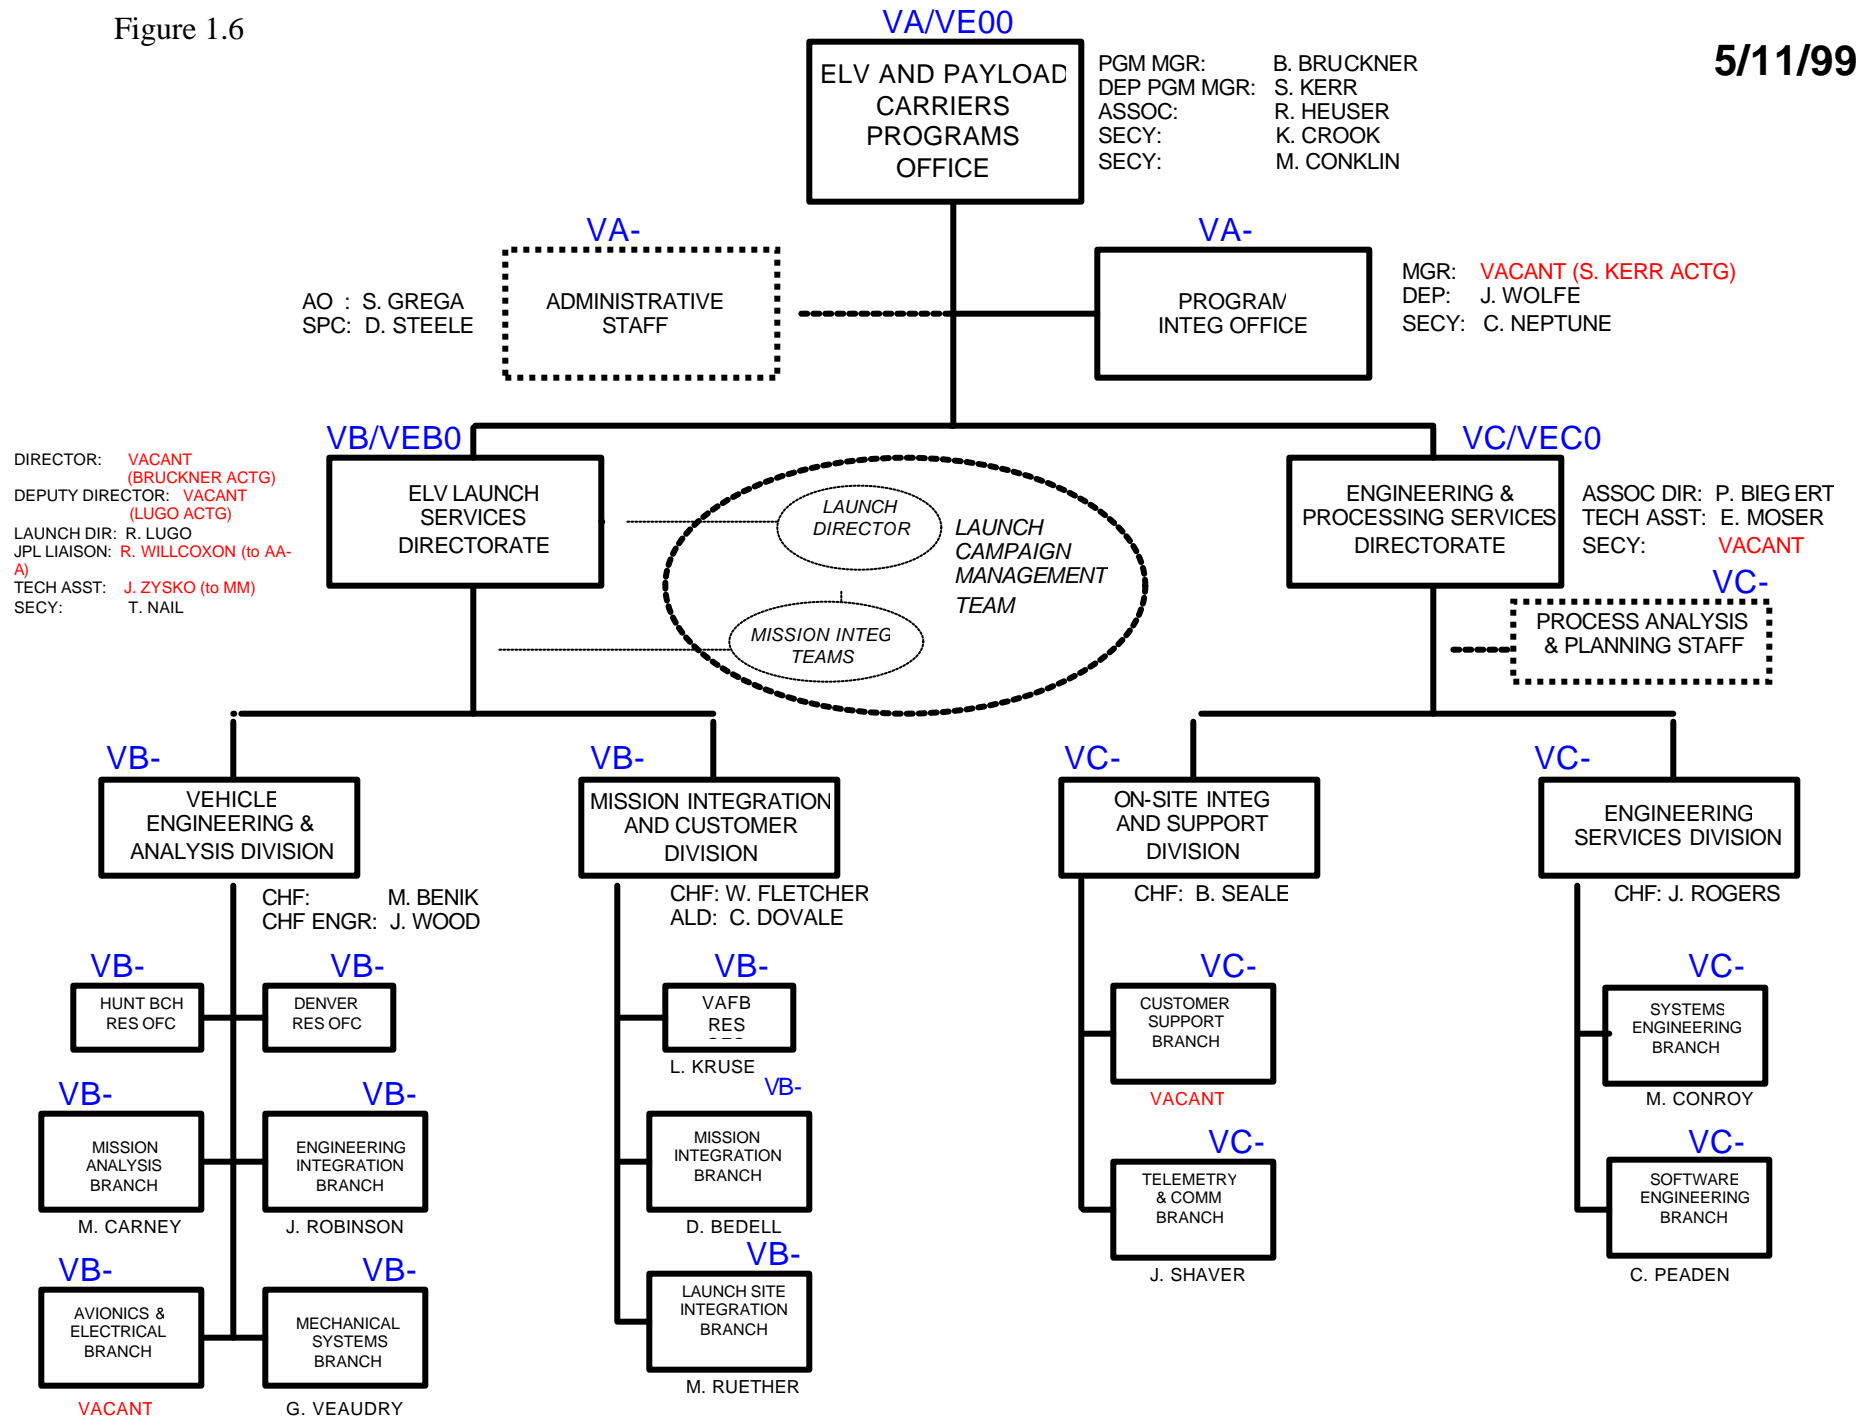 Figure 1.6
5/11/99
VA/VE00
ELV AND PAYLOAD
CARRIERS
PROGRAMS
OFFICE
PGM MGR: B. BRUCKNER
DEP PGM MGR: S. KERR
ASSOC: R. HEUSER
SECY: K. CROOK
SECY: M. CONKLIN
VA-
ADMINISTRATIVE
STAFF
AO : S. GREGA
SPC: D. STEELE
VA-
PROGRAM
INTEG OFFICE
MGR: VACANT (S. KERR ACTG)
DEP: J. WOLFE
SECY: C. NEPTUNE
VB/VEB0
ELV LAUNCH
SERVICES
DIRECTORATE
DIRECTOR: VACANT
(BRUCKNER ACTG)
DEPUTY DIRECTOR: VACANT
(LUGO ACTG)
LAUNCH DIR: R. LUGO
JPL LIAISON: R. WILLCOXON (to AA-
A)
TECH ASST: J. ZYSKO (to MM)
SECY: T. NAIL
LAUNCH
DIRECTOR
LAUNCH
CAMPAIGN
MANAGEMENT
TEAM
MISSION INTEG
TEAMS
VC/VEC0
ENGINEERING &
PROCESSING SERVICES
DIRECTORATE
ASSOC DIR: P. BIEGERT
TECH ASST: E. MOSER
SECY: VACANT
VC-
PROCESS ANALYSIS
& PLANNING STAFF
VB-
VEHICLE
ENGINEERING &
ANALYSIS DIVISION
CHF: M. BENIK
CHF ENGR: J. WOOD
VB-
MISSION INTEGRATION
AND CUSTOMER
DIVISION
CHF: W. FLETCHER
ALD: C. DOVALE
VC-
ON-SITE INTEG
AND SUPPORT
DIVISION
CHF: B. SEALE
VC-
ENGINEERING
SERVICES DIVISION
CHF: J. ROGERS
VB-
HUNT BCH
RES OFC
VB-
DENVER
RES OFC
VB-
MISSION
ANALYSIS
BRANCH
M. CARNEY
VB-
ENGINEERING
INTEGRATION
BRANCH
J. ROBINSON
VB-
AVIONICS &
ELECTRICAL
BRANCH
VACANT
VB-
MECHANICAL
SYSTEMS
BRANCH
G. VEAUDRY
VB-
VAFB
RES
L. KRUSE
VB-
MISSION
INTEGRATION
BRANCH
D. BEDELL
VB-
LAUNCH SITE
INTEGRATION
BRANCH
M. RUETHER
VC-
CUSTOMER
SUPPORT
BRANCH
VACANT
VC-
TELEMETRY
& COMM
BRANCH
J. SHAVER
VC-
SYSTEMS
ENGINEERING
BRANCH
M. CONROY
VC-
SOFTWARE
ENGINEERING
BRANCH
C. PEADEN